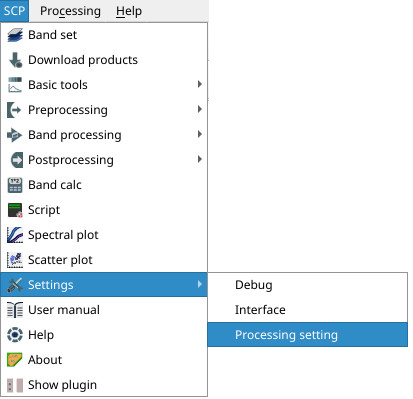 SCP Processing Help
Band set
Download products
Basic tools
Preprocessing
Band processing
Postprocessing
Band calc
Script
Spectral plot
Scatter plot
Settings
Debug
User manual
Interface
Help
Processing setting
About
Show plugin